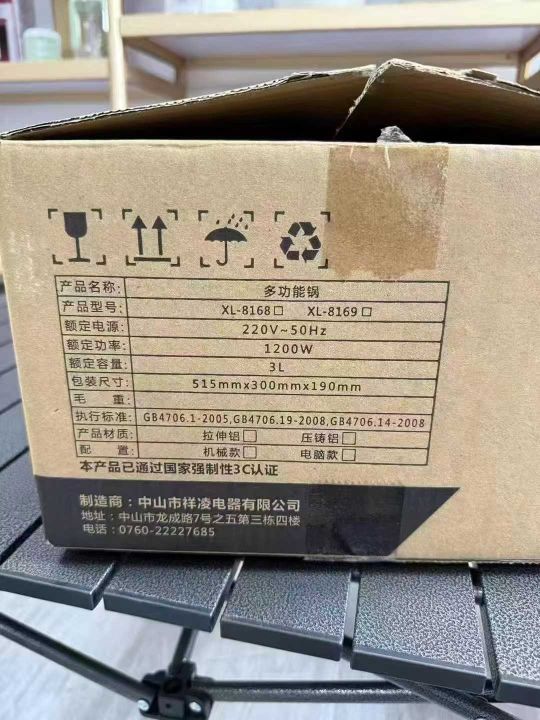 产品名称: 多功能锅
产品型号: XL-8168□ XL-8169□
额定电源: 220V~50Hz
额定功率: 1200W
额定容量: 3L
包装尺寸: 515mmx300mmx190mm
毛 重:
执行标准: GB4706.1-2005,GB4706.19-2008,GB4706.14-2008
产品材质: 拉伸铝□ 压铸铝□
配 置: 机械款□ 电脑款□
本产品已通过国家强制性3C认证
制造商：中山市祥凌电器有限公司
地址：中山市龙成路7号之五第三栋四楼
电话：0760-22227685